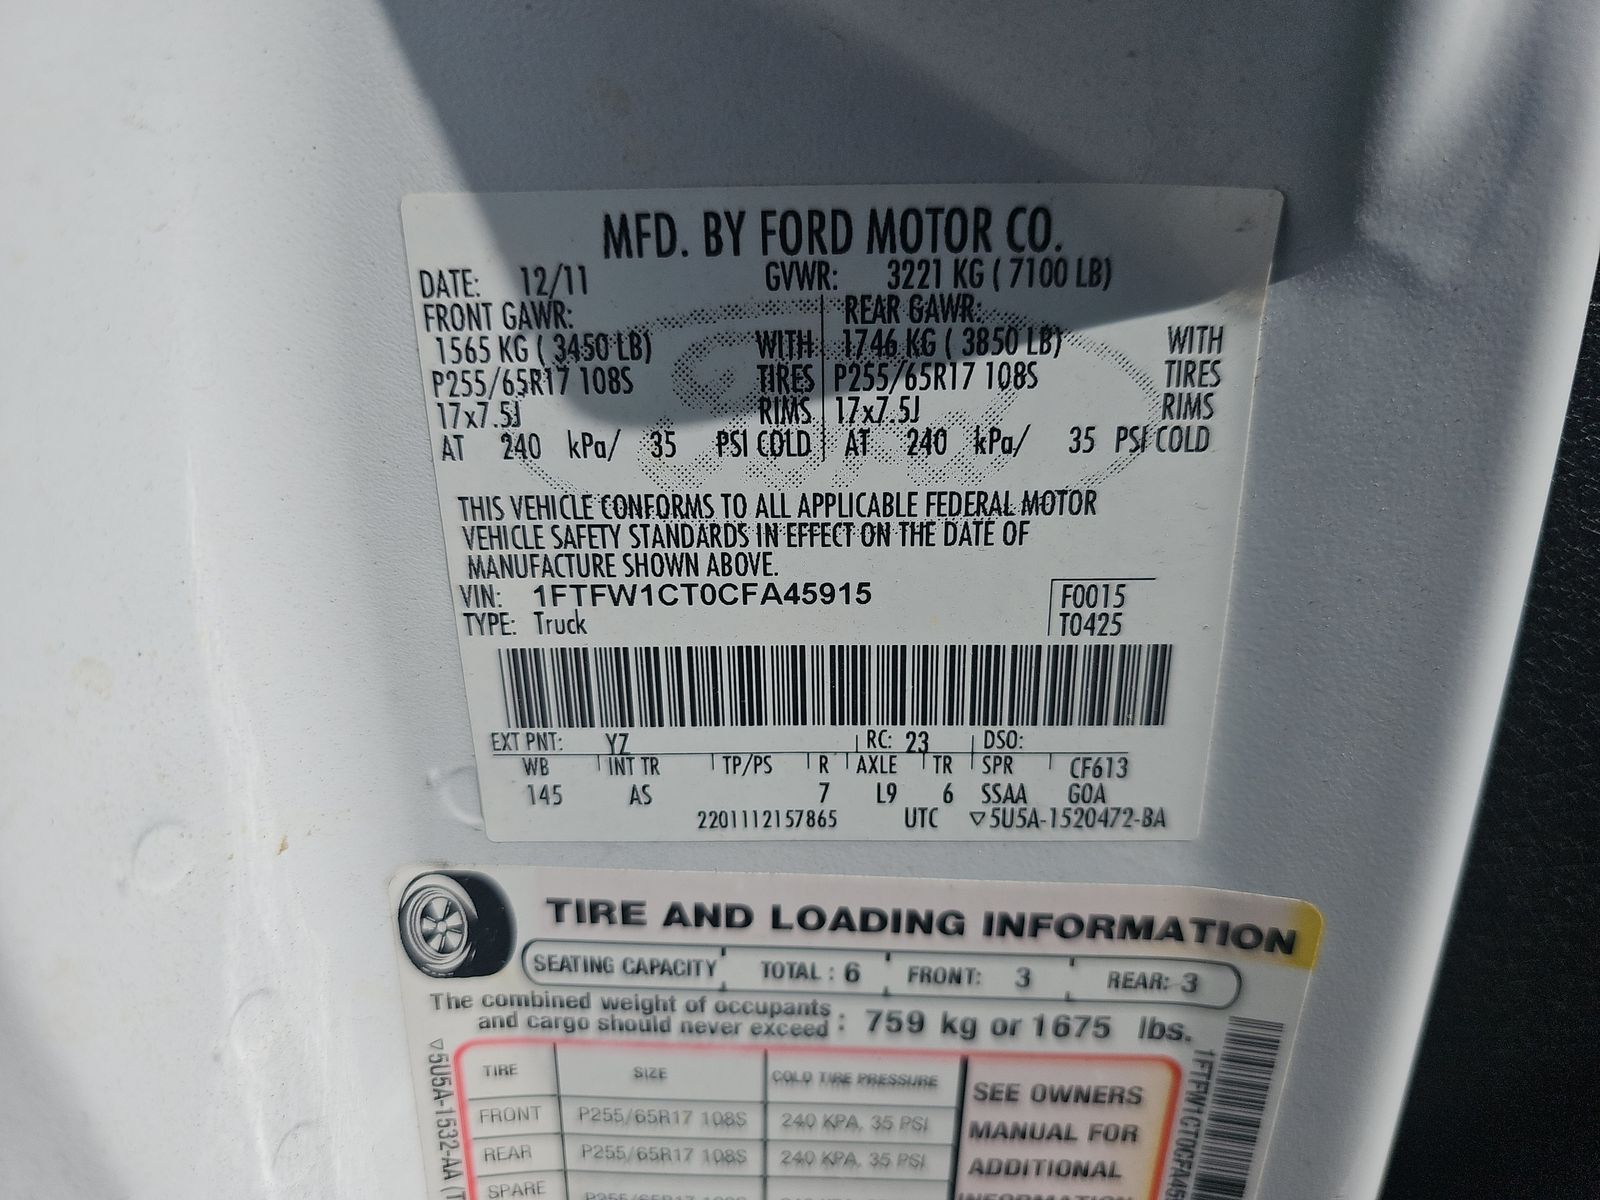 MFD. BY FORD MOTOR CO.
DATE: 12/11 GVWR: 3221 KG ( 7100 LB)
FRONT GAWR: REAR GAWR:
1565 KG ( 3450 LB) WITH 1746 KG ( 3850 LB) WITH
P255/65R17 108S TIRES P255/65R17 108S TIRES
17x7.5J RIMS 17x7.5J RIMS
AT 240 kPa/ 35 PSI COLD AT 240 kPa/ 35 PSI COLD
THIS VEHICLE CONFORMS TO ALL APPLICABLE FEDERAL MOTOR
VEHICLE SAFETY STANDARDS IN EFFECT ON THE DATE OF
MANUFACTURE SHOWN ABOVE.
VIN: 1FTFW1CT0CFA45915 F0015
TYPE: Truck T0425
EXT PNT: YZ RC: 23 DSO:
WB INT TR TP/PS R AXLE TR SPR CF613
145 AS 7 L9 6 SSAA GOA
2201112157865 UTC ▽5U5A-1520472-BA
TIRE AND LOADING INFORMATION
SEATING CAPACITY TOTAL : 6 FRONT: 3 REAR: 3
The combined weight of occupants
and cargo should never exceed : 759 kg or 1675 lbs.
TIRE SIZE COLD TIRE PRESSURE
FRONT P255/65R17 108S 240 KPA, 35 PSI
REAR P255/65R17 108S 240 KPA, 35 PSI
SPARE
SEE OWNERS
MANUAL FOR
ADDITIONAL
INFORMATION
▽5U5A-1532-AA
1FTFW1CT0CFA45